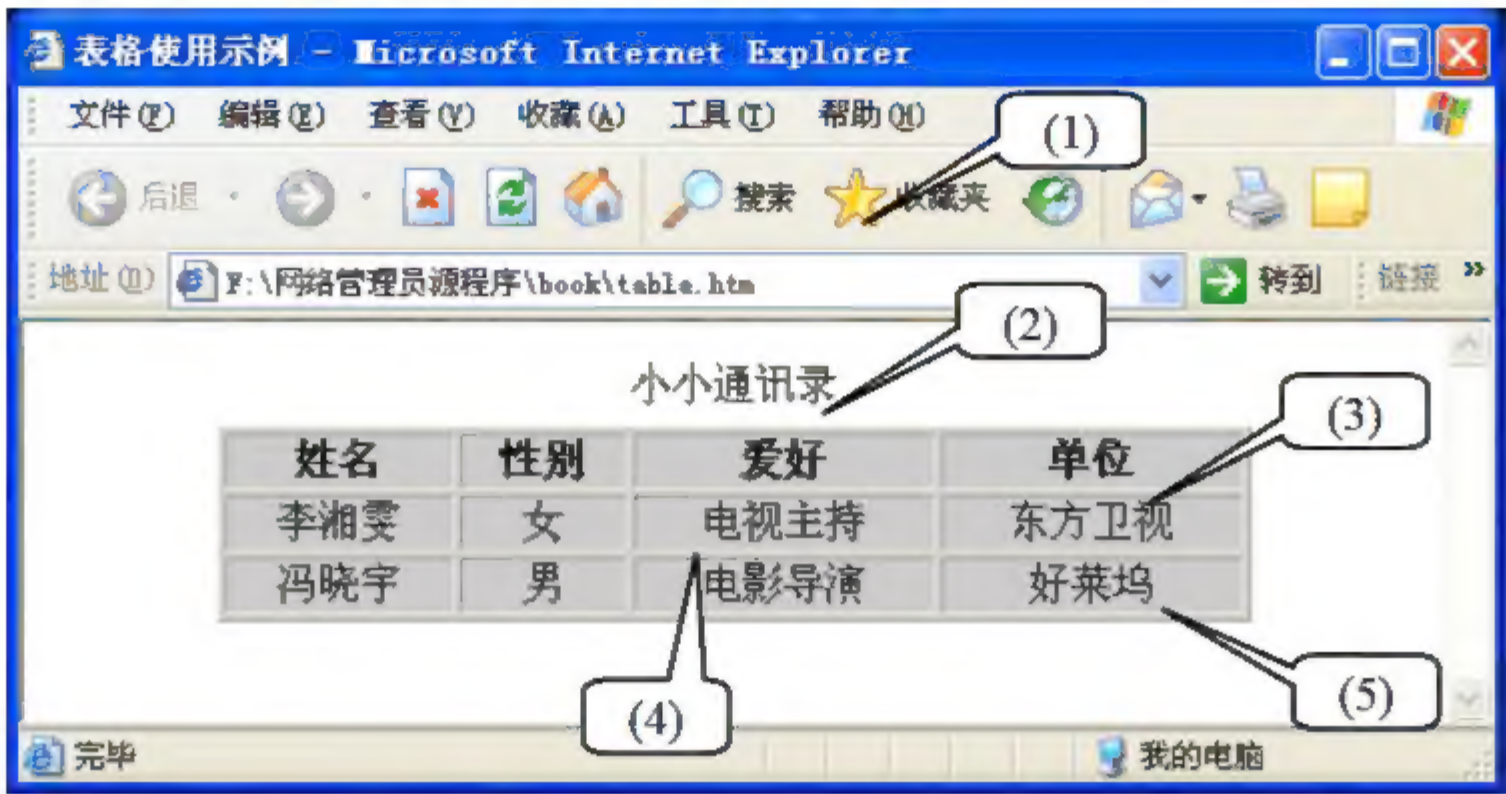 表格使用示例 - Microsoft Internet Explorer
文件(F) 编辑(E) 查看(V) 收藏(A) 工具(T) 帮助(H)
(1)
后退 搜索 收藏夹
地址(D) F:\网络管理员源程序\book\table.htm 转到 链接 »
(2)
小小通讯录
(3)
姓名 性别 爱好 单位
李湘雯 女 电视主持 东方卫视
冯晓宇 男 电影导演 好莱坞
(4)
(5)
完毕 我的电脑